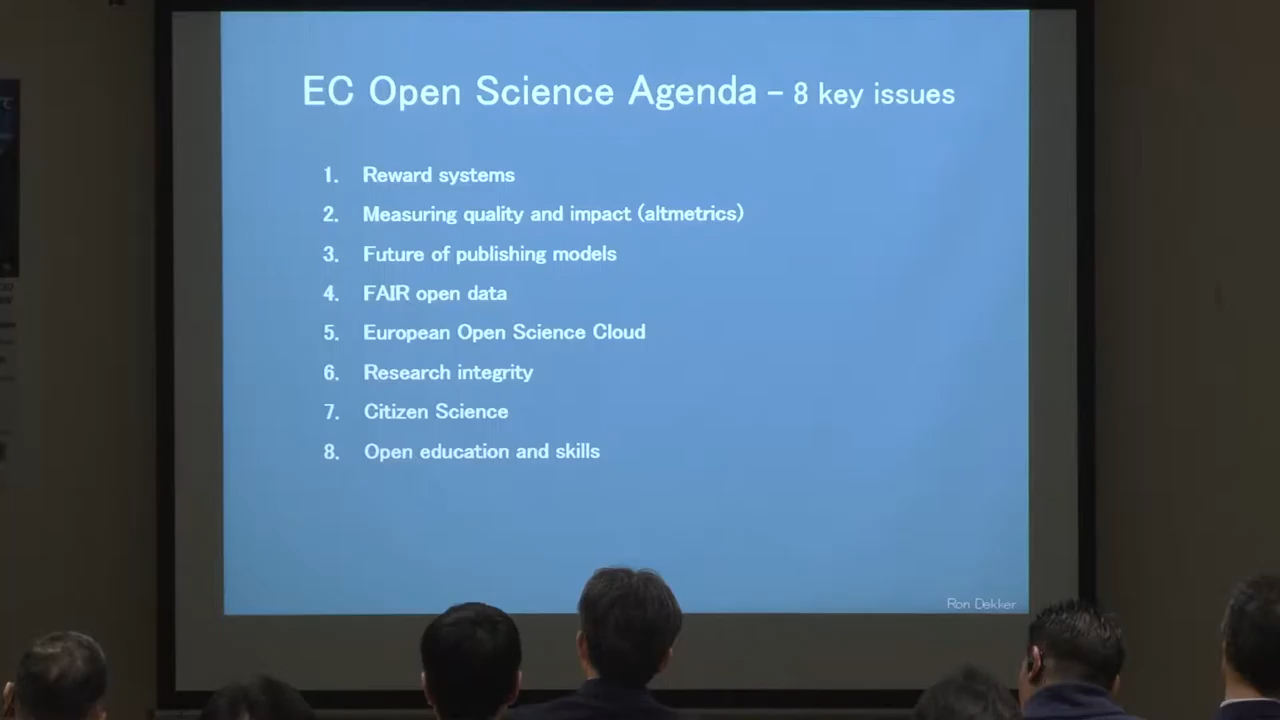 EC Open Science Agenda – 8 key issues
1. Reward systems
2. Measuring quality and impact (altmetrics)
3. Future of publishing models
4. FAIR open data
5. European Open Science Cloud
6. Research integrity
7. Citizen Science
8. Open education and skills
Ron Dekker